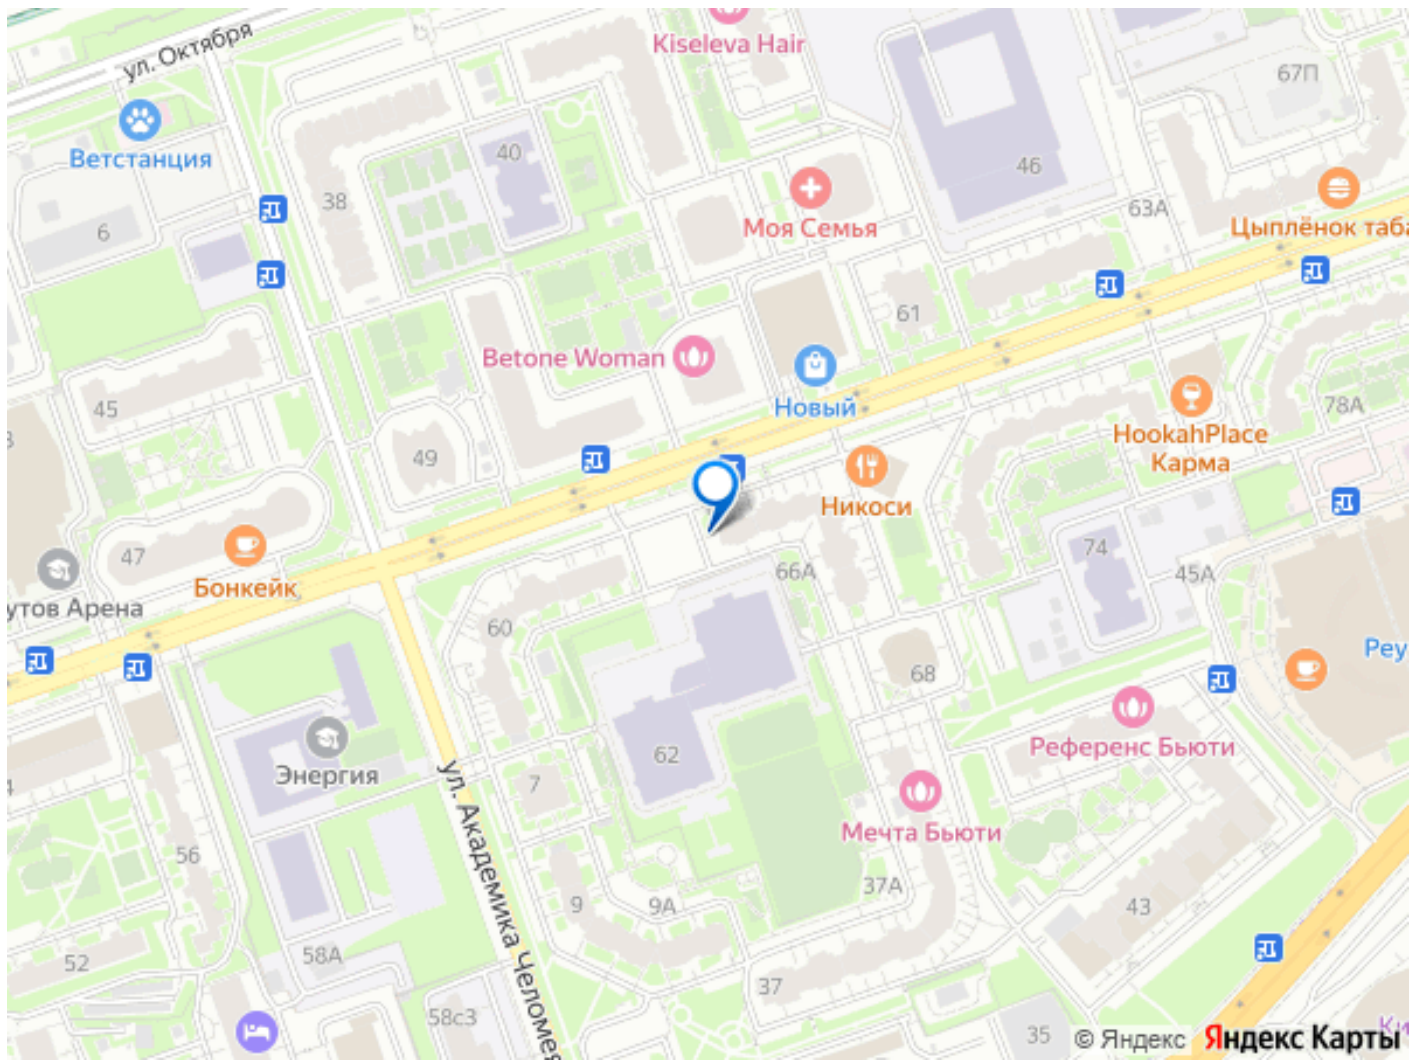 ул. Октября
Kiseleva Hair
67П
Ветстанция
40
46
38
63А
6
Моя Семья
Цыплёнок таба
61
Betone Woman
Новый
45
78А
HookahPlace
Карма
49
Никоси
47
Бонкейк
74
66А
45А
утов Арена
60
Реу
68
Референс Бьюти
62
Энергия
7
ул. Академика Челомея
Мечта Бьюти
56
37А
9
9А
43
58А
52
37
58с3
35
© Яндекс
Яндекс Карты
Ки